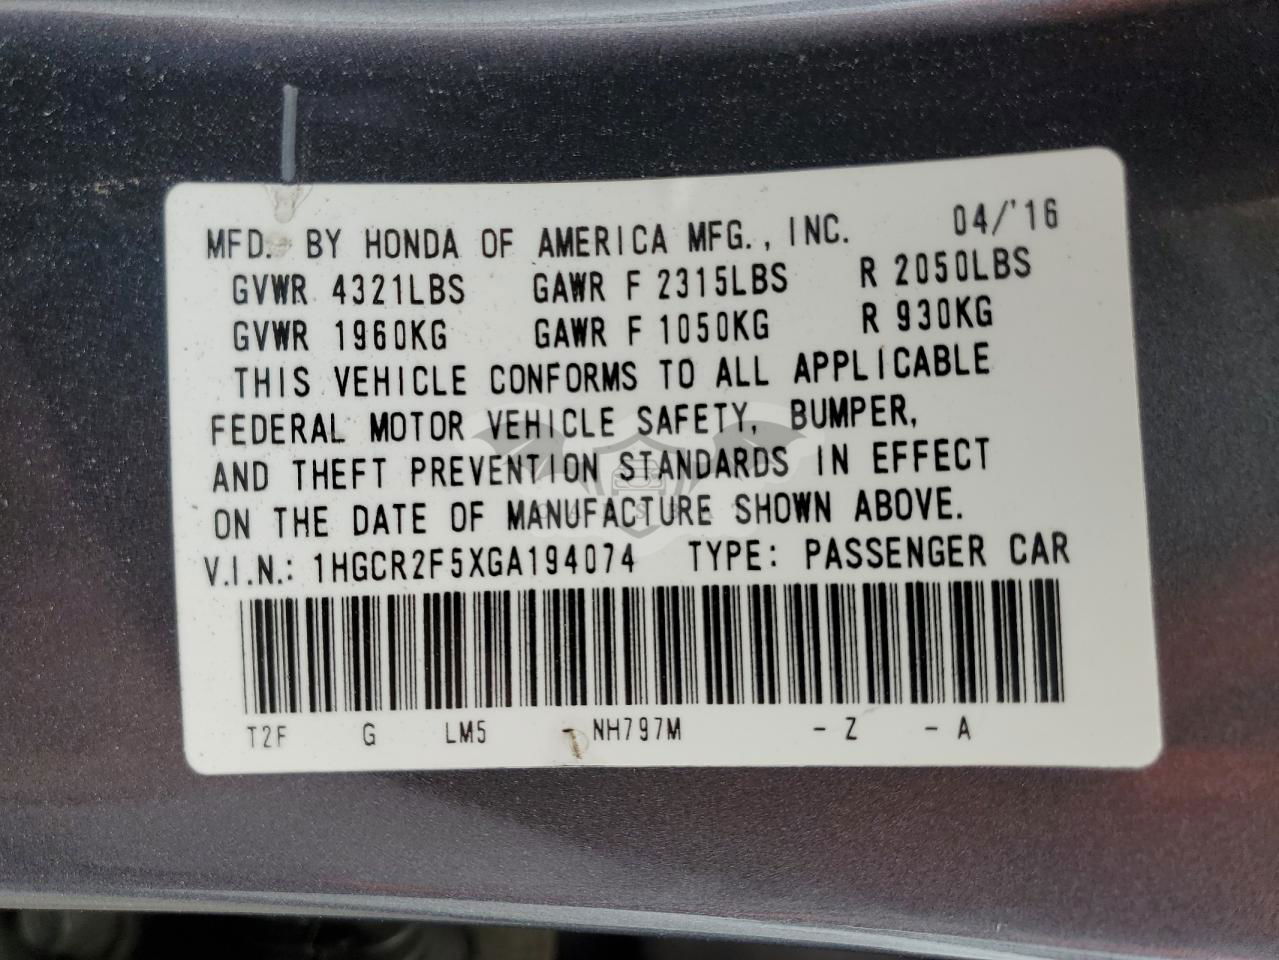 MFD. BY HONDA OF AMERICA MFG., INC. 04/'16
GVWR 4321LBS GAWR F 2315LBS R 2050LBS
GVWR 1960KG GAWR F 1050KG R 930KG
THIS VEHICLE CONFORMS TO ALL APPLICABLE
FEDERAL MOTOR VEHICLE SAFETY, BUMPER,
AND THEFT PREVENTION STANDARDS IN EFFECT
ON THE DATE OF MANUFACTURE SHOWN ABOVE.
V.I.N.: 1HGCR2F5XGA194074 TYPE: PASSENGER CAR
T2F G LM5 - NH797M - Z - A